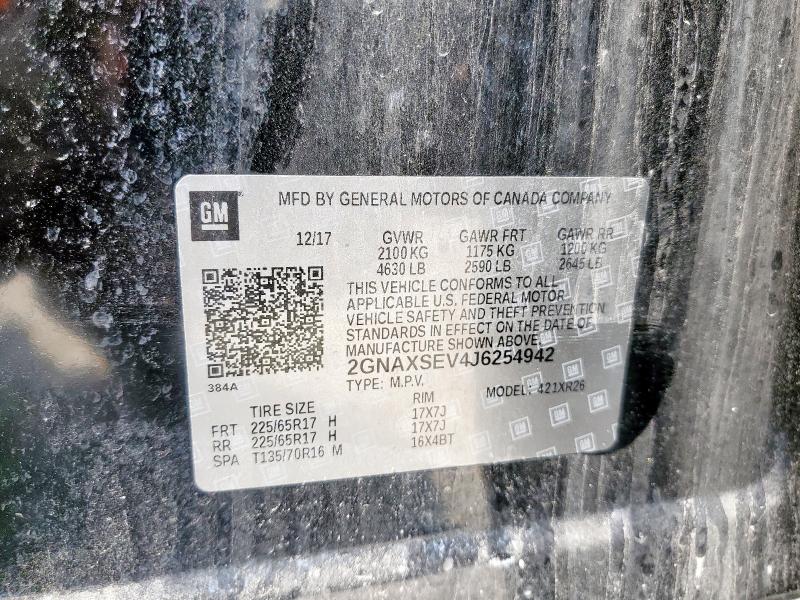 GM
MFD BY GENERAL MOTORS OF CANADA COMPANY
12/17 GVWR GAWR FRT GAWR RR
2100 KG 1175 KG 1200 KG
4630 LB 2590 LB 2645 LB
THIS VEHICLE CONFORMS TO ALL
APPLICABLE U.S. FEDERAL MOTOR
VEHICLE SAFETY AND THEFT PREVENTION
STANDARDS IN EFFECT ON THE DATE OF
MANUFACTURE SHOWN ABOVE.
2GNAXSEV4J6254942
384A
TYPE: M.P.V. MODEL: 421XR26
TIRE SIZE RIM
FRT 225/65R17 H 17X7J
RR 225/65R17 H 17X7J
SPA T135/70R16 M 16X4BT